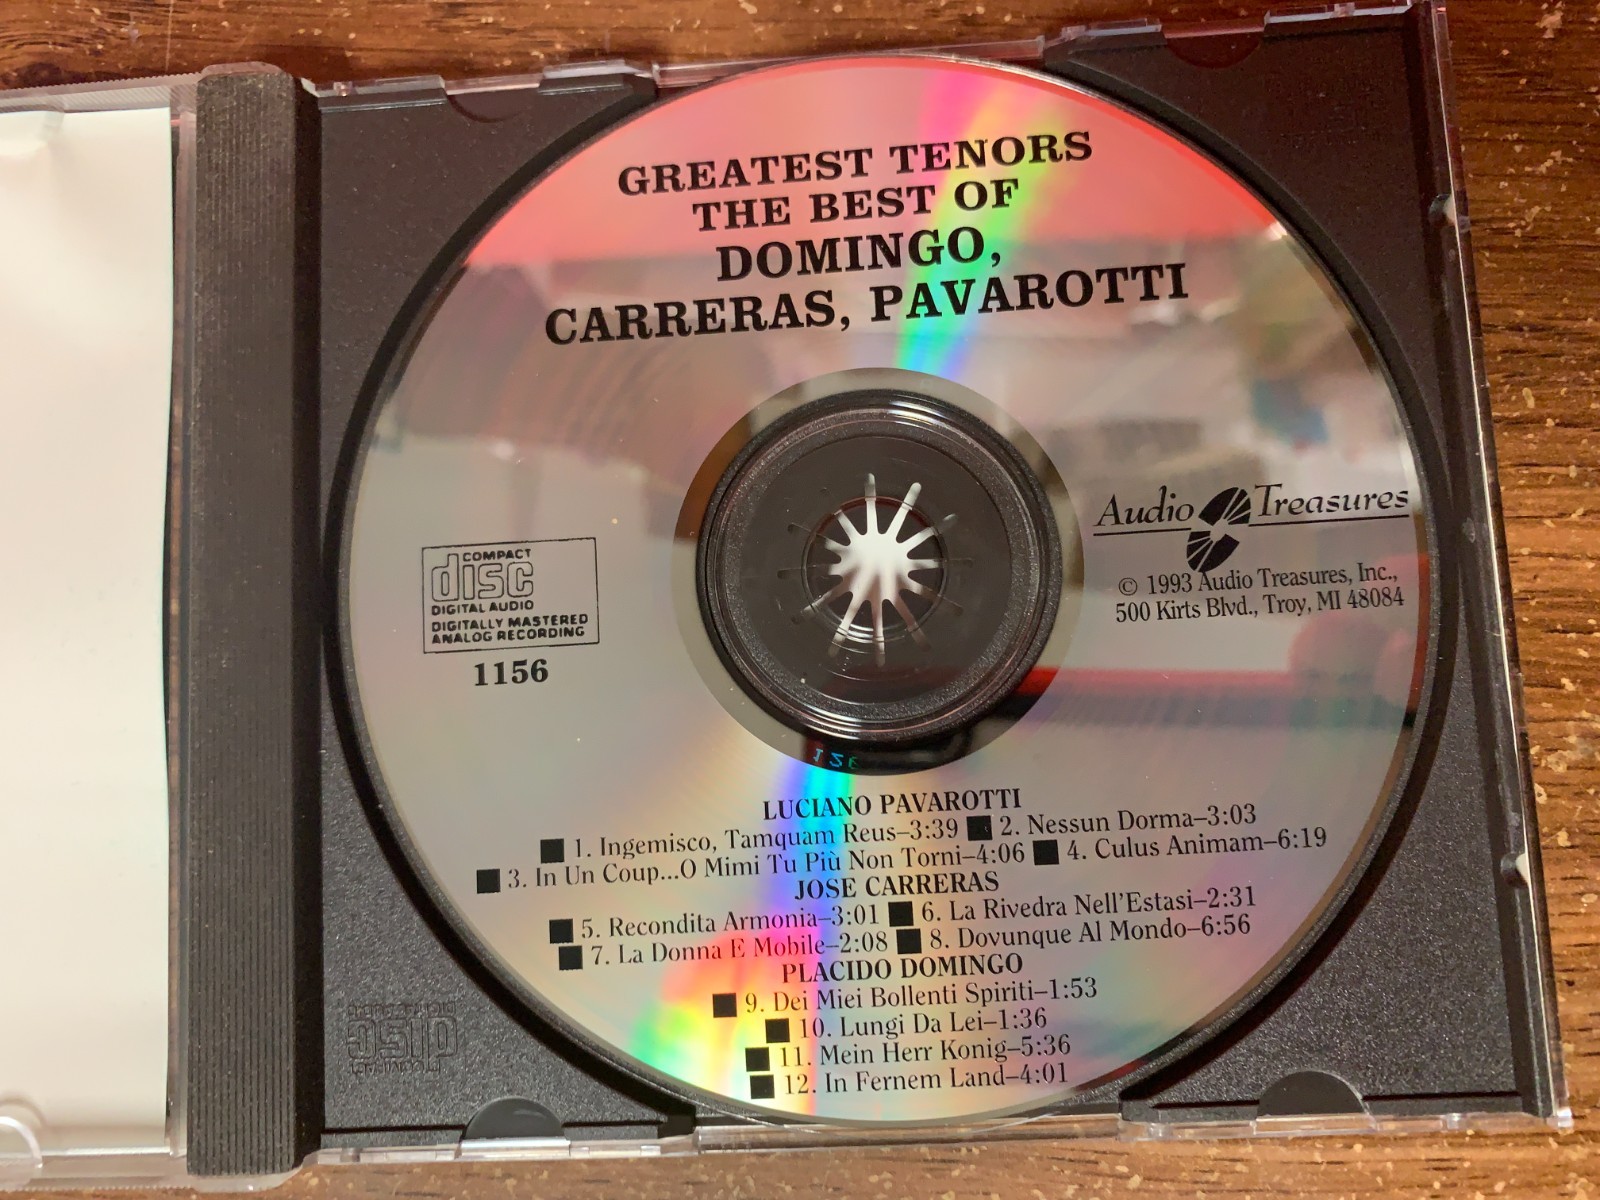 GREATEST TENORS
THE BEST OF
DOMINGO,
CARRERAS, PAVAROTTI
COMPACT
disc
DIGITAL AUDIO
DIGITALLY MASTERED
ANALOG RECORDING
1156
Audio Treasures
© 1993 Audio Treasures, Inc.,
500 Kirts Blvd., Troy, MI 48084
LUCIANO PAVAROTTI
1. Ingemisco, Tamquam Reus–3:39 2. Nessun Dorma–3:03
3. In Un Coup...O Mimi Tu Più Non Torni–4:06 4. Culus Animam–6:19
JOSE CARRERAS
5. Recondita Armonia–3:01 6. La Rivedra Nell'Estasi–2:31
7. La Donna E Mobile–2:08 8. Dovunque Al Mondo–6:56
PLACIDO DOMINGO
9. Dei Miei Bollenti Spiriti–1:53
10. Lungi Da Lei–1:36
11. Mein Herr Konig–5:36
12. In Fernem Land–4:01
disc